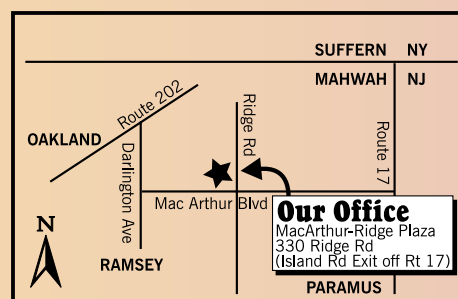 SUFFERN NY
MAHWAH NJ
Route 202
OAKLAND
Darlington Ave
Ridge Rd
Route 17
Mac Arthur Blvd
N
RAMSEY
Our Office
MacArthur-Ridge Plaza
330 Ridge Rd
(Island Rd Exit off Rt 17)
PARAMUS